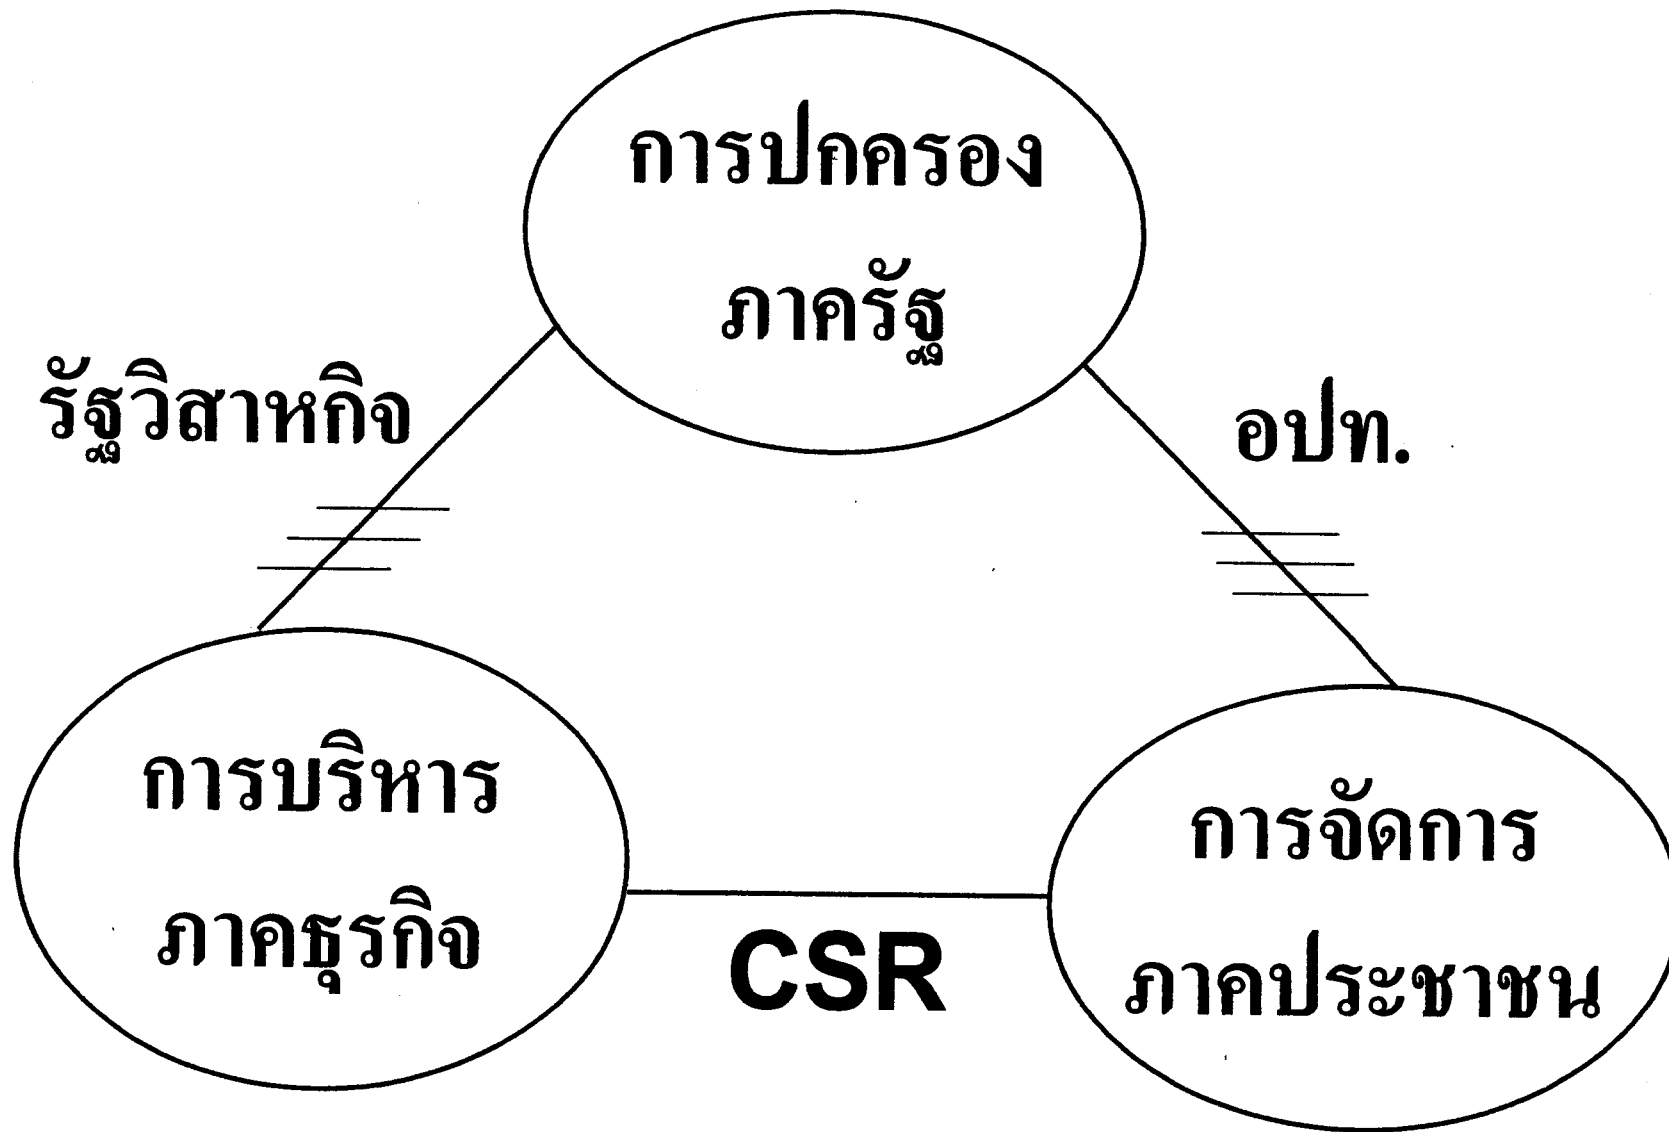 การปกครอง
ภาครัฐ
รัฐวิสาหกิจ
อปท.
การบริหาร
ภาคธุรกิจ
CSR
การจัดการ
ภาคประชาชน